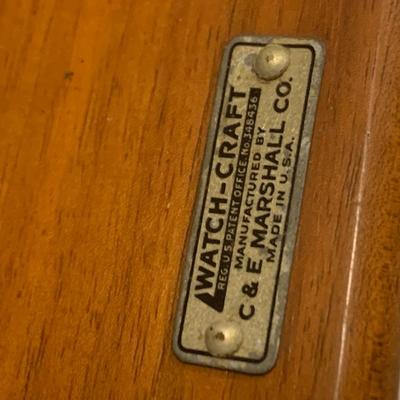 WATCH-CRAFT
REG. U.S. PATENT OFFICE. No. 348436
MANUFACTURED BY
C & E MARSHALL CO.
MADE IN U.S.A.